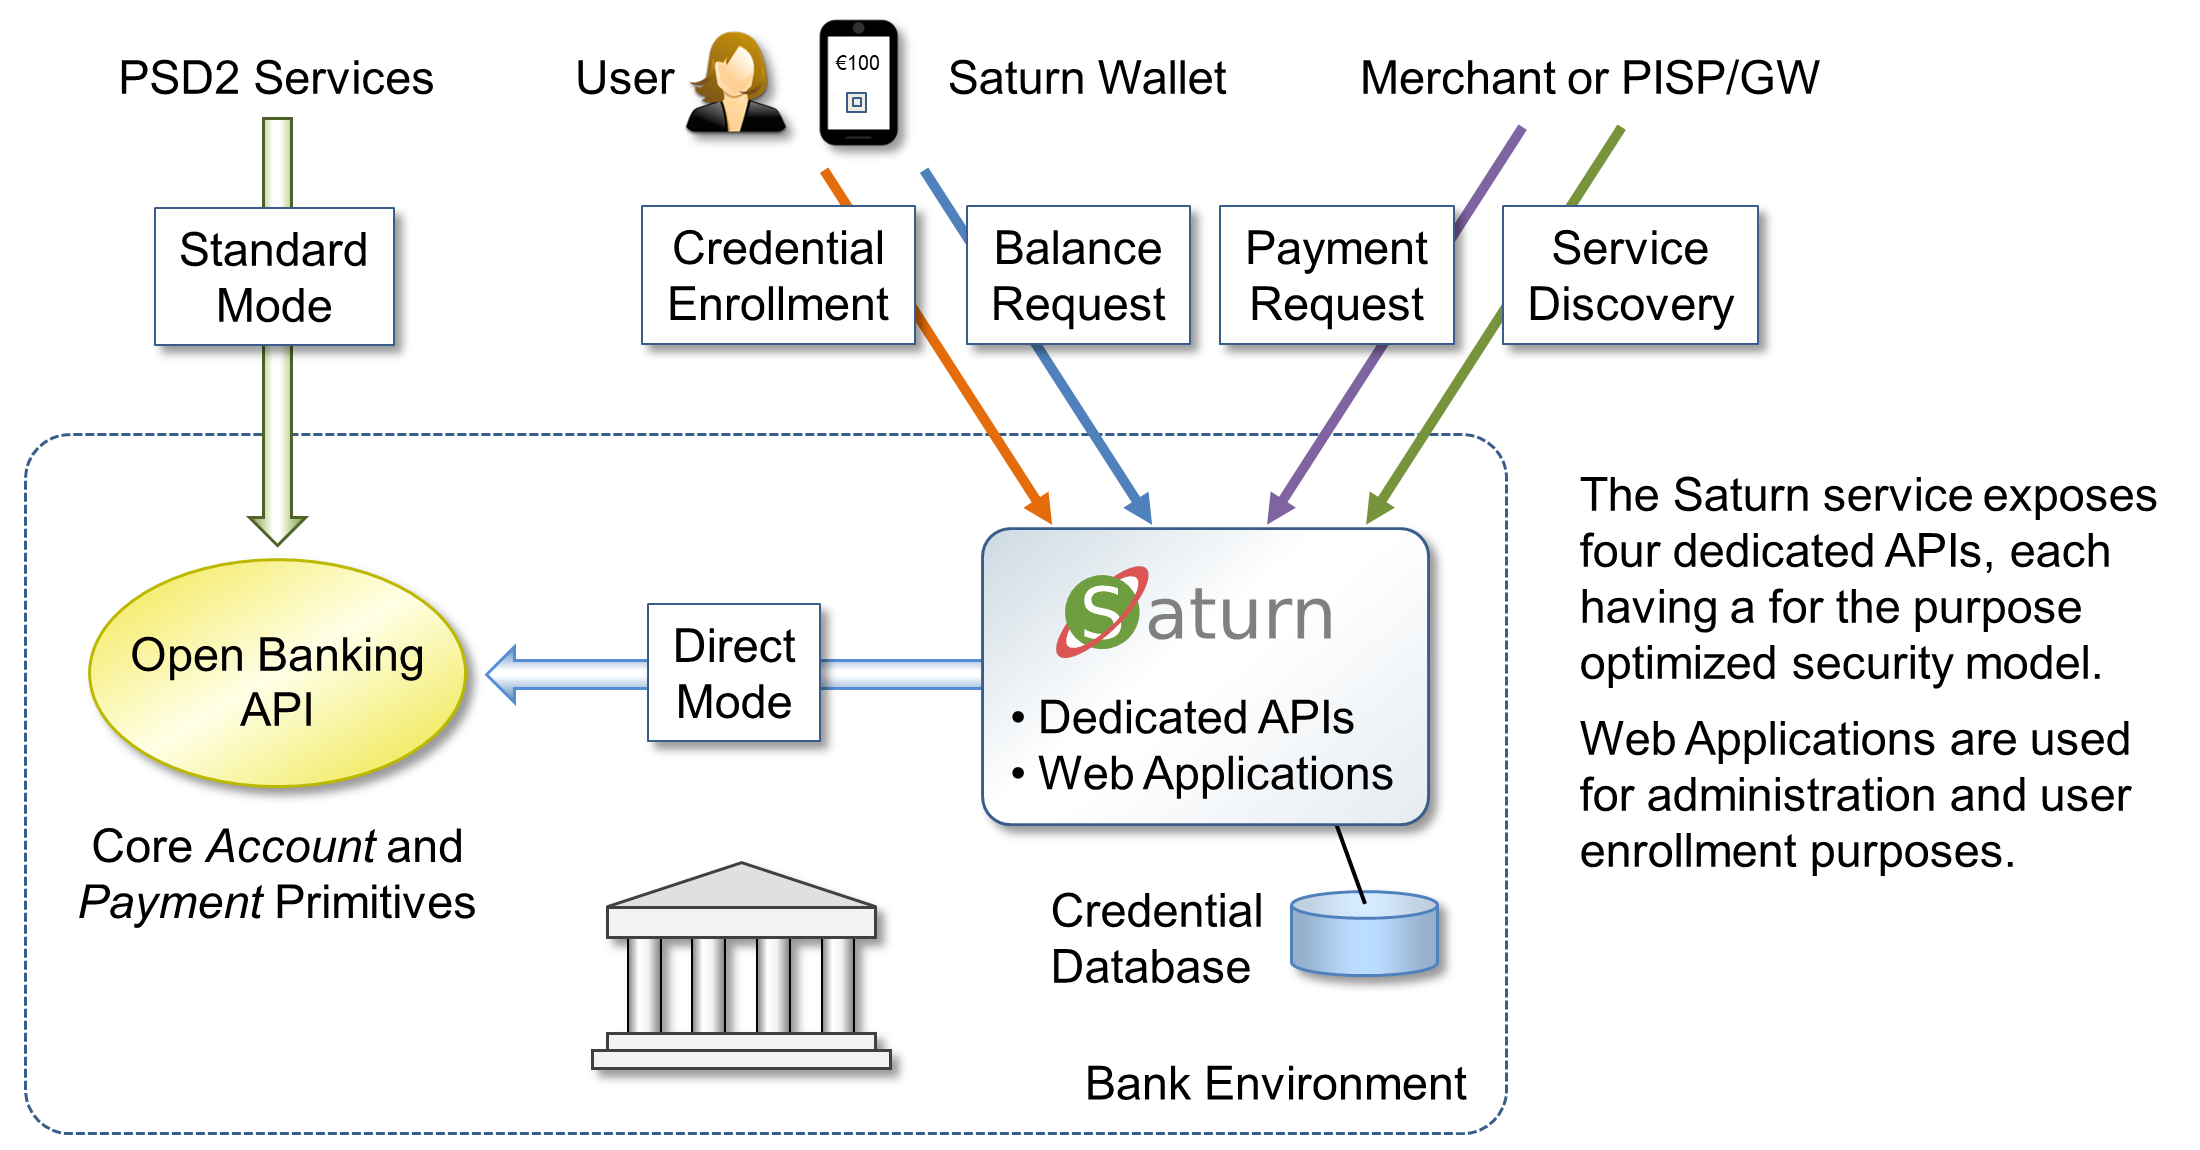 PSD2 Services
User
€100
Saturn Wallet
Merchant or PISP/GW
Standard
Mode
Credential
Enrollment
Balance
Request
Payment
Request
Service
Discovery
The Saturn service exposes
four dedicated APIs, each
having a for the purpose
optimized security model.
Web Applications are used
for administration and user
enrollment purposes.
Open Banking
API
Direct
Mode
Saturn
• Dedicated APIs
• Web Applications
Core Account and
Payment Primitives
Credential
Database
Bank Environment